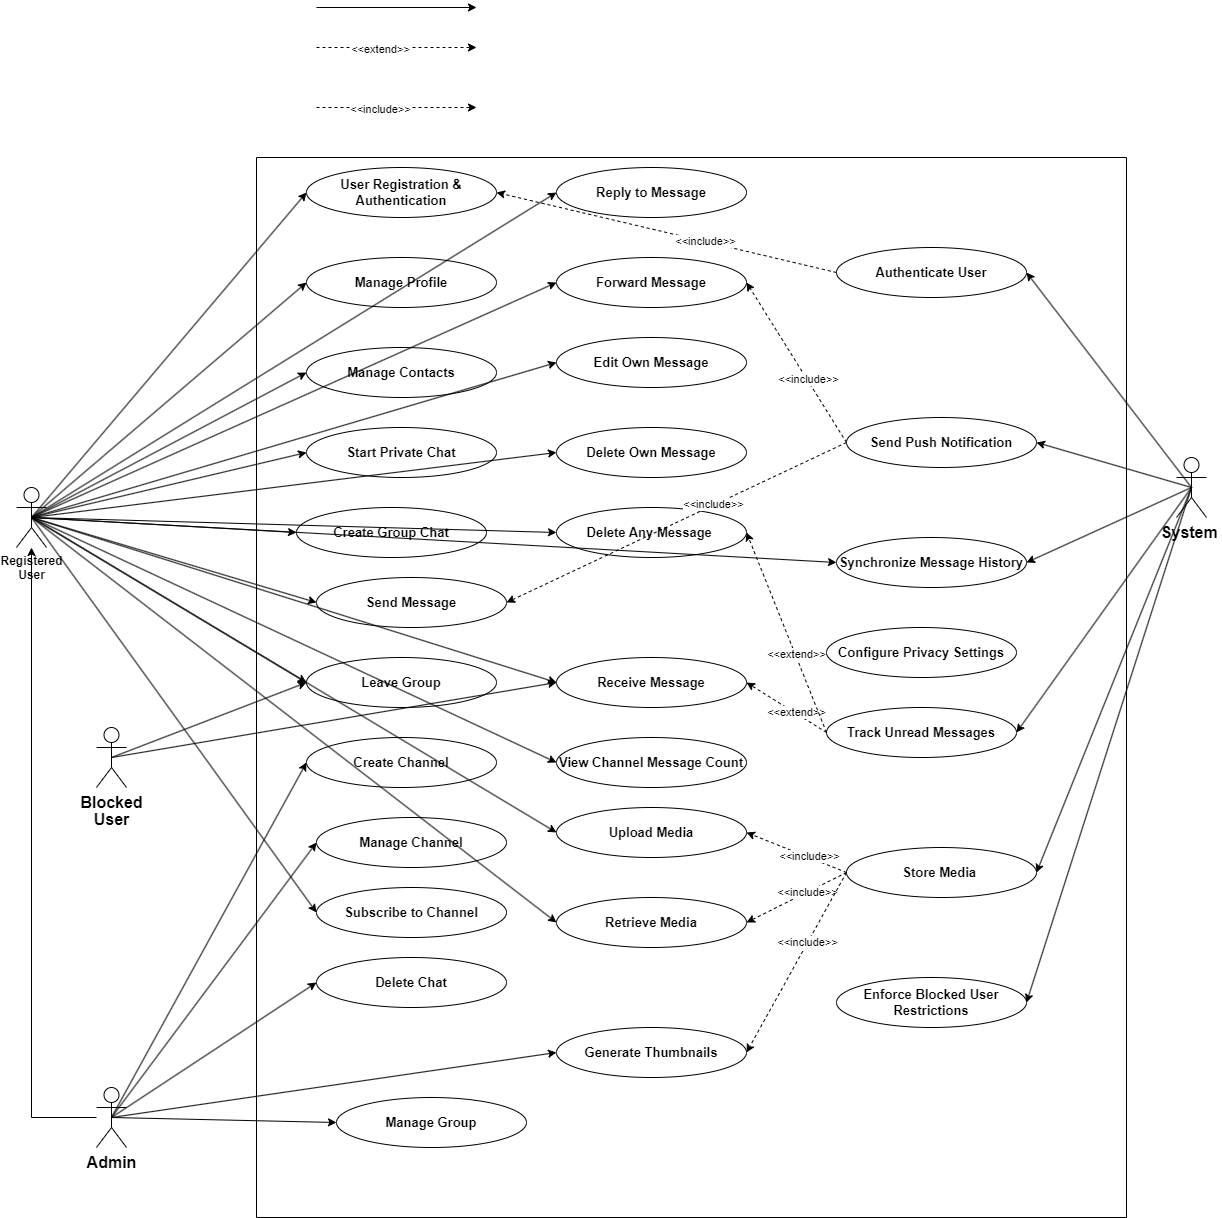 <<extend>>
<<include>>
User Registration &
Authentication
Reply to Message
<<include>>
Authenticate User
Manage Profile
Forward Message
Manage Contacts
Edit Own Message
<<include>>
Start Private Chat
Delete Own Message
Send Push Notification
<<include>>
Create Group Chat
Delete Any Message
System
Registered
User
Synchronize Message History
Send Message
<<extend>>
Configure Privacy Settings
Leave Group
Receive Message
<<extend>>
Track Unread Messages
Create Channel
View Channel Message Count
Blocked
User
Manage Channel
Upload Media
<<include>>
Store Media
<<include>>
Subscribe to Channel
Retrieve Media
<<include>>
Delete Chat
Enforce Blocked User
Restrictions
Generate Thumbnails
Manage Group
Admin